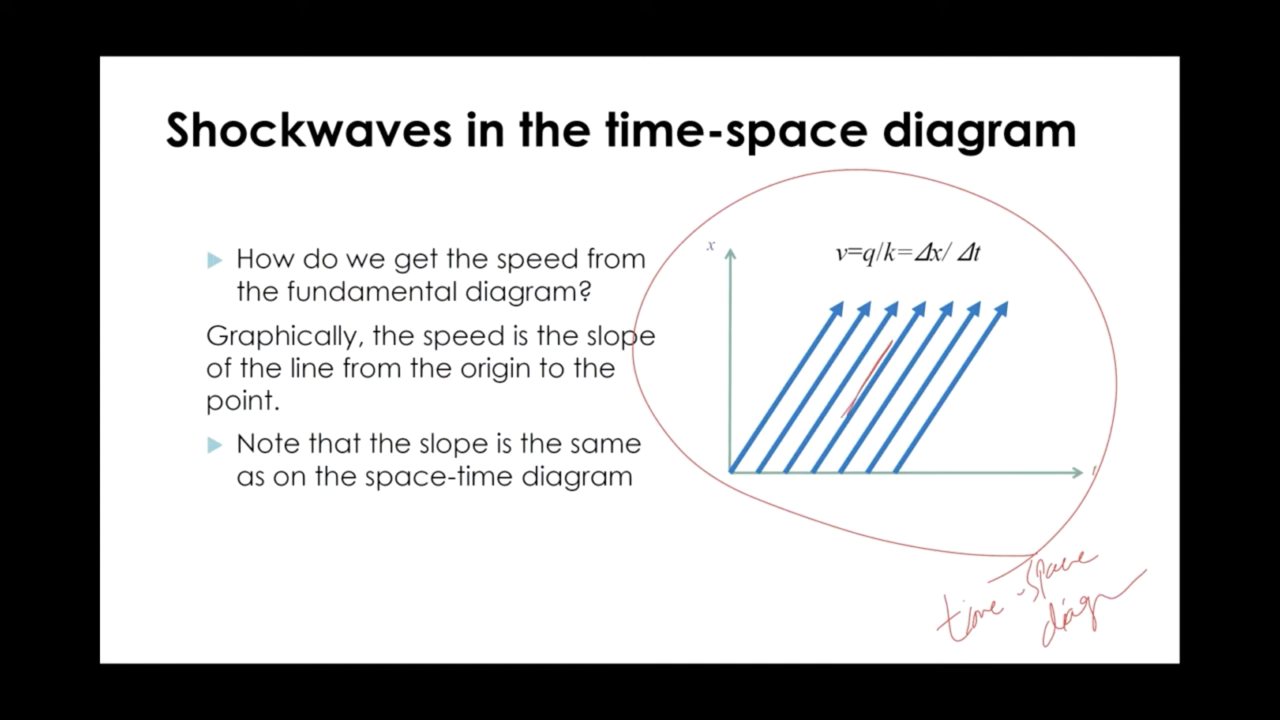 Shockwaves in the time-space diagram
How do we get the speed from
the fundamental diagram?
Graphically, the speed is the slope
of the line from the origin to the
point.
Note that the slope is the same
as on the space-time diagram
x
v=q/k=Δx/ Δt
t
time-space
diagr